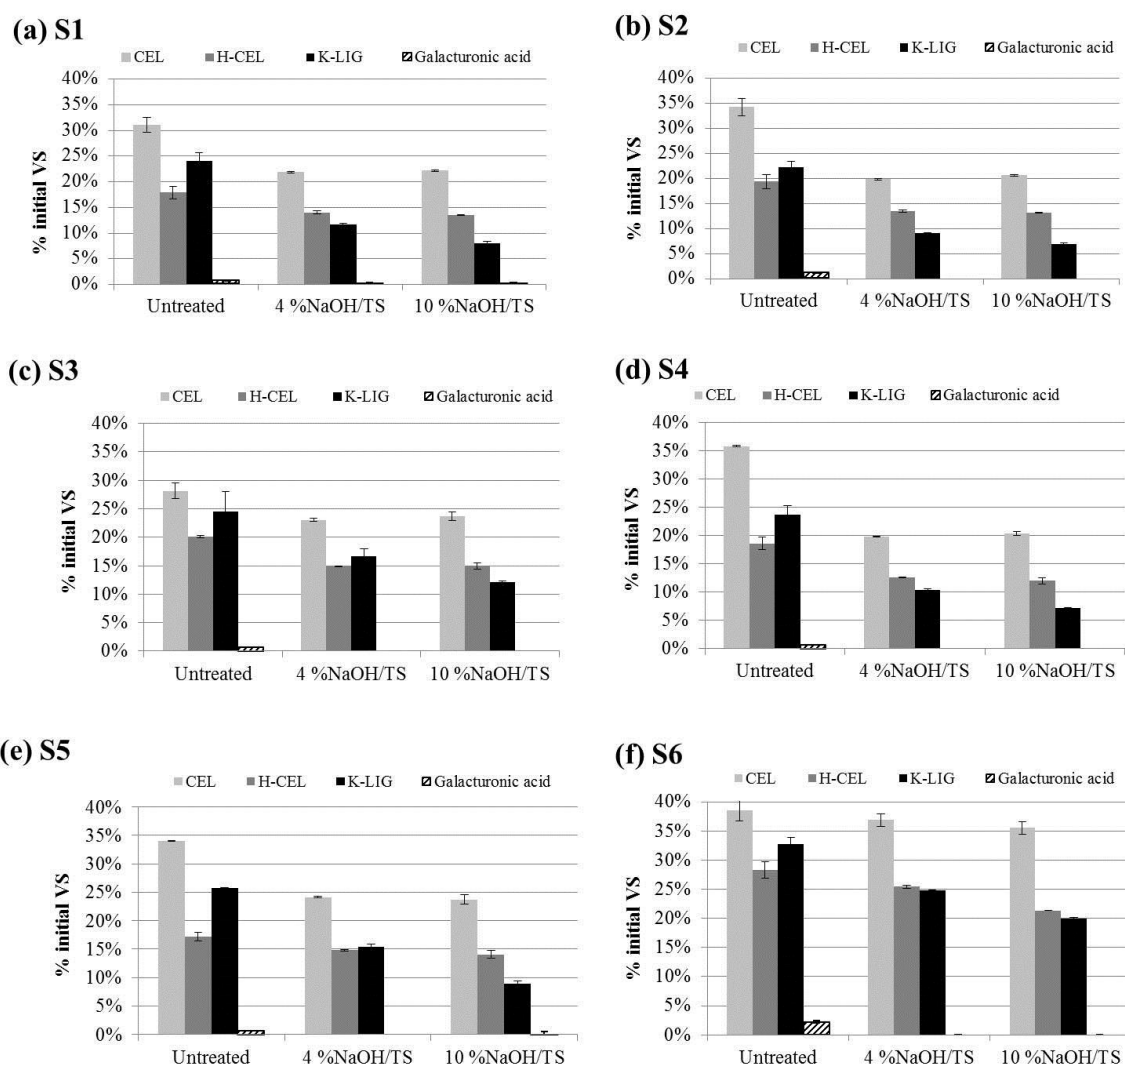 (a) S1
CEL H-CEL K-LIG Galacturonic acid
% initial VS
40%
35%
30%
25%
20%
15%
10%
5%
0%
Untreated 4 %NaOH/TS 10 %NaOH/TS
(b) S2
CEL H-CEL K-LIG Galacturonic acid
% initial VS
40%
35%
30%
25%
20%
15%
10%
5%
0%
Untreated 4 %NaOH/TS 10 %NaOH/TS
(c) S3
CEL H-CEL K-LIG Galacturonic acid
% initial VS
40%
35%
30%
25%
20%
15%
10%
5%
0%
Untreated 4 %NaOH/TS 10 %NaOH/TS
(d) S4
CEL H-CEL K-LIG Galacturonic acid
% initial VS
40%
35%
30%
25%
20%
15%
10%
5%
0%
Untreated 4 %NaOH/TS 10 %NaOH/TS
(e) S5
CEL H-CEL K-LIG Galacturonic acid
% initial VS
40%
35%
30%
25%
20%
15%
10%
5%
0%
Untreated 4 %NaOH/TS 10 %NaOH/TS
(f) S6
CEL H-CEL K-LIG Galacturonic acid
% initial VS
40%
35%
30%
25%
20%
15%
10%
5%
0%
Untreated 4 %NaOH/TS 10 %NaOH/TS